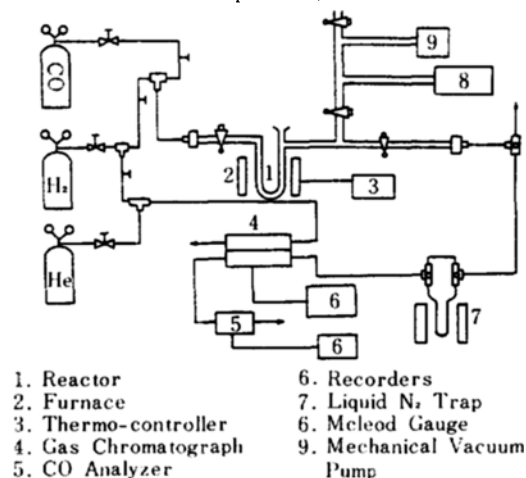 CO
H₂
He
1
2
3
4
5
6
6
7
8
9
1. Reactor
2. Furnace
3. Thermo-controller
4. Gas Chromatograph
5. CO Analyzer
6. Recorders
7. Liquid N₂ Trap
6. Mcleod Gauge
9. Mechanical Vacuum
Pump